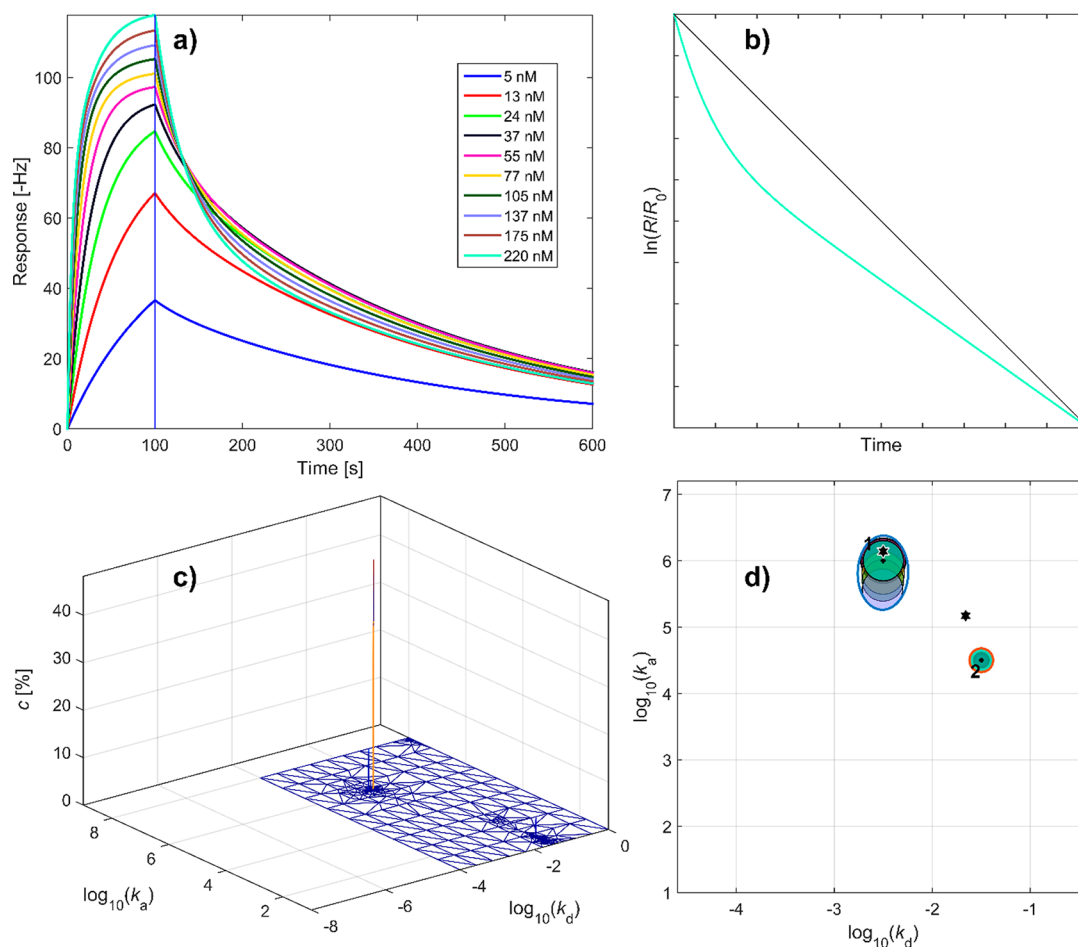 a)
Response [-Hz]
0
20
40
60
80
100
0
100
200
300
400
500
600
Time [s]
5 nM
13 nM
24 nM
37 nM
55 nM
77 nM
105 nM
137 nM
175 nM
220 nM
b)
ln(R/R0)
Time
c)
c [%]
0
10
20
30
40
8
6
4
2
log10(ka)
-8
-6
-4
-2
0
log10(kd)
d)
log10(ka)
7
6
5
4
3
2
1
-4
-3
-2
-1
log10(kd)
1
2